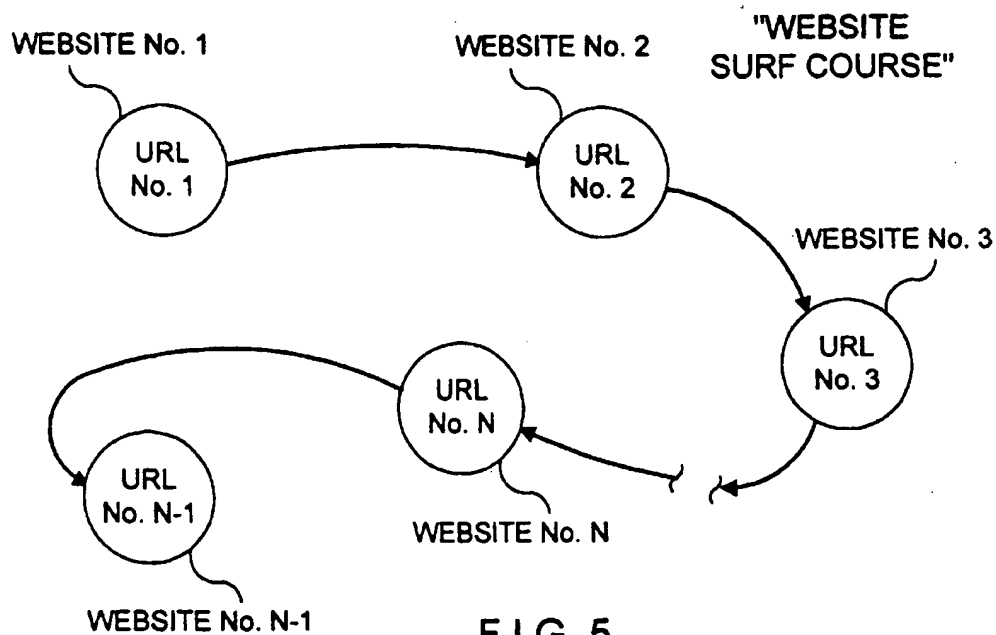 WEBSITE No. 1
WEBSITE No. 2
"WEBSITE
SURF COURSE"
URL
No. 1
URL
No. 2
WEBSITE No. 3
URL
No. 3
URL
No. N
WEBSITE No. N
URL
No. N-1
WEBSITE No. N-1
FIG. 5